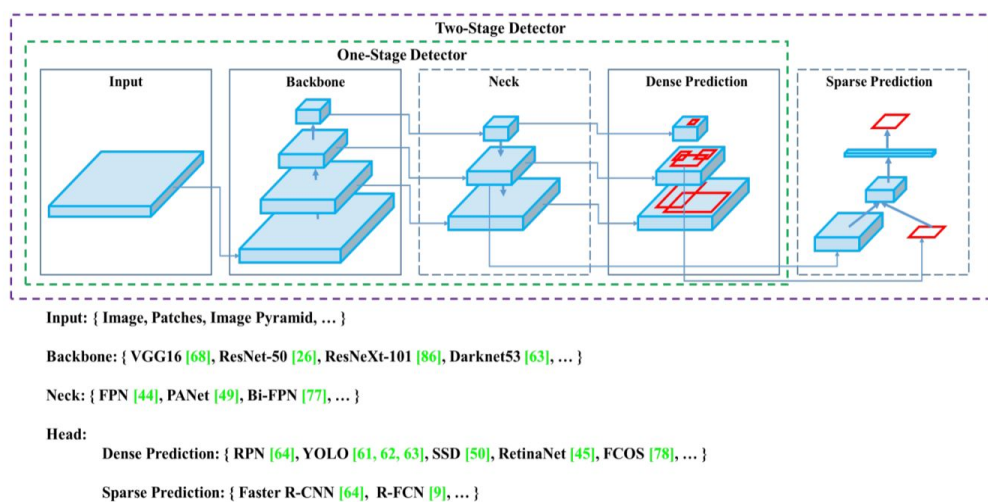 Two-Stage Detector
One-Stage Detector
Input
Backbone
Neck
Dense Prediction
Sparse Prediction
Input: { Image, Patches, Image Pyramid, … }
Backbone: { VGG16 [68], ResNet-50 [26], ResNeXt-101 [86], Darknet53 [63], … }
Neck: { FPN [44], PANet [49], Bi-FPN [77], … }
Head:
Dense Prediction: { RPN [64], YOLO [61, 62, 63], SSD [50], RetinaNet [45], FCOS [78], … }
Sparse Prediction: { Faster R-CNN [64], R-FCN [9], … }